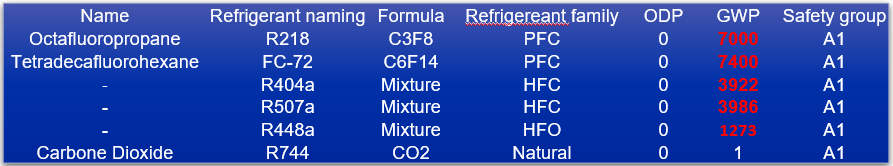 Name Refrigerant naming Formula Refrigereant family ODP GWP Safety group
Octafluoropropane R218 C3F8 PFC 0 7000 A1
Tetradecafluorohexane FC-72 C6F14 PFC 0 7400 A1
- R404a Mixture HFC 0 3922 A1
- R507a Mixture HFC 0 3986 A1
- R448a Mixture HFO 0 1273 A1
Carbone Dioxide R744 CO2 Natural 0 1 A1